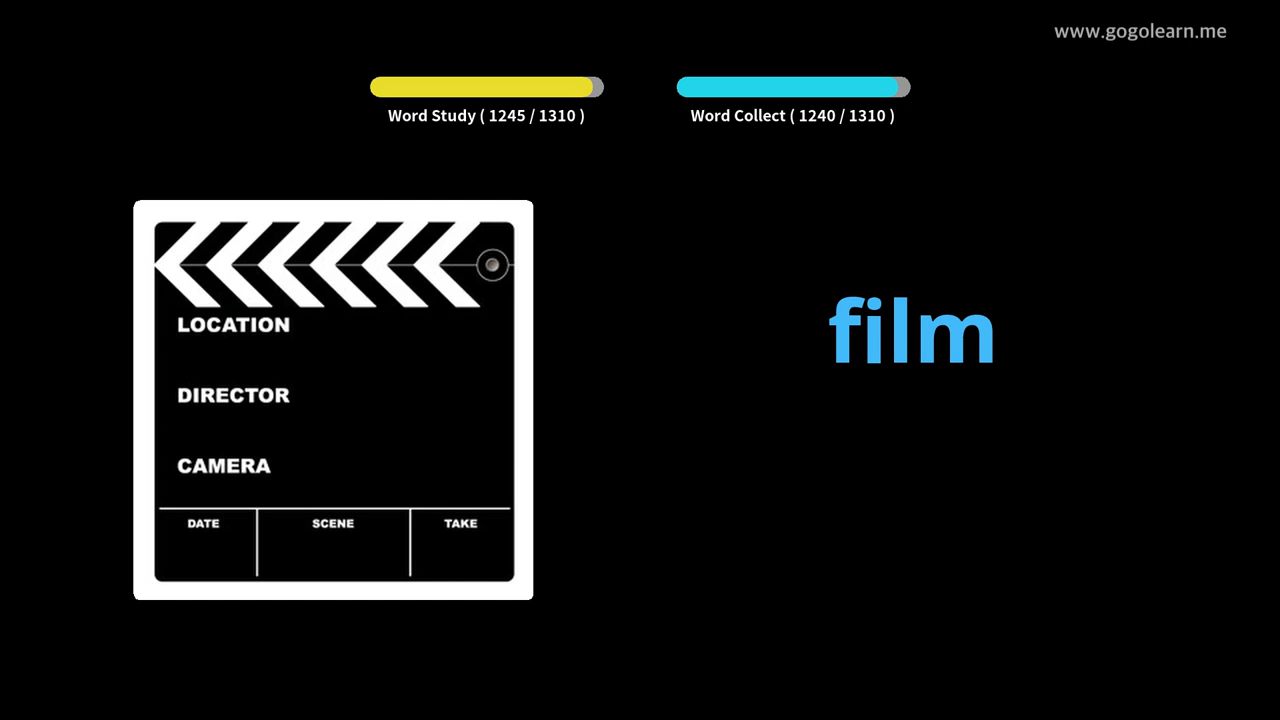 www.gogolearn.me
Word Study ( 1245 / 1310 )
Word Collect ( 1240 / 1310 )
LOCATION
DIRECTOR
CAMERA
DATE
SCENE
TAKE
film